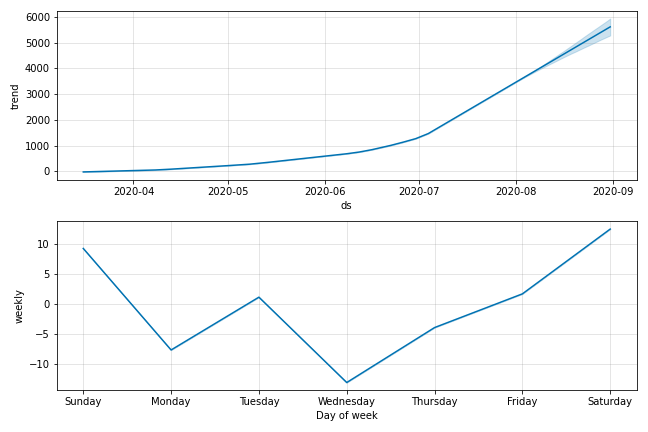 6000
5000
4000
3000
2000
1000
0
trend
2020-04 2020-05 2020-06 2020-07 2020-08 2020-09
ds
10
5
0
−5
−10
weekly
Sunday Monday Tuesday Wednesday Thursday Friday Saturday
Day of week